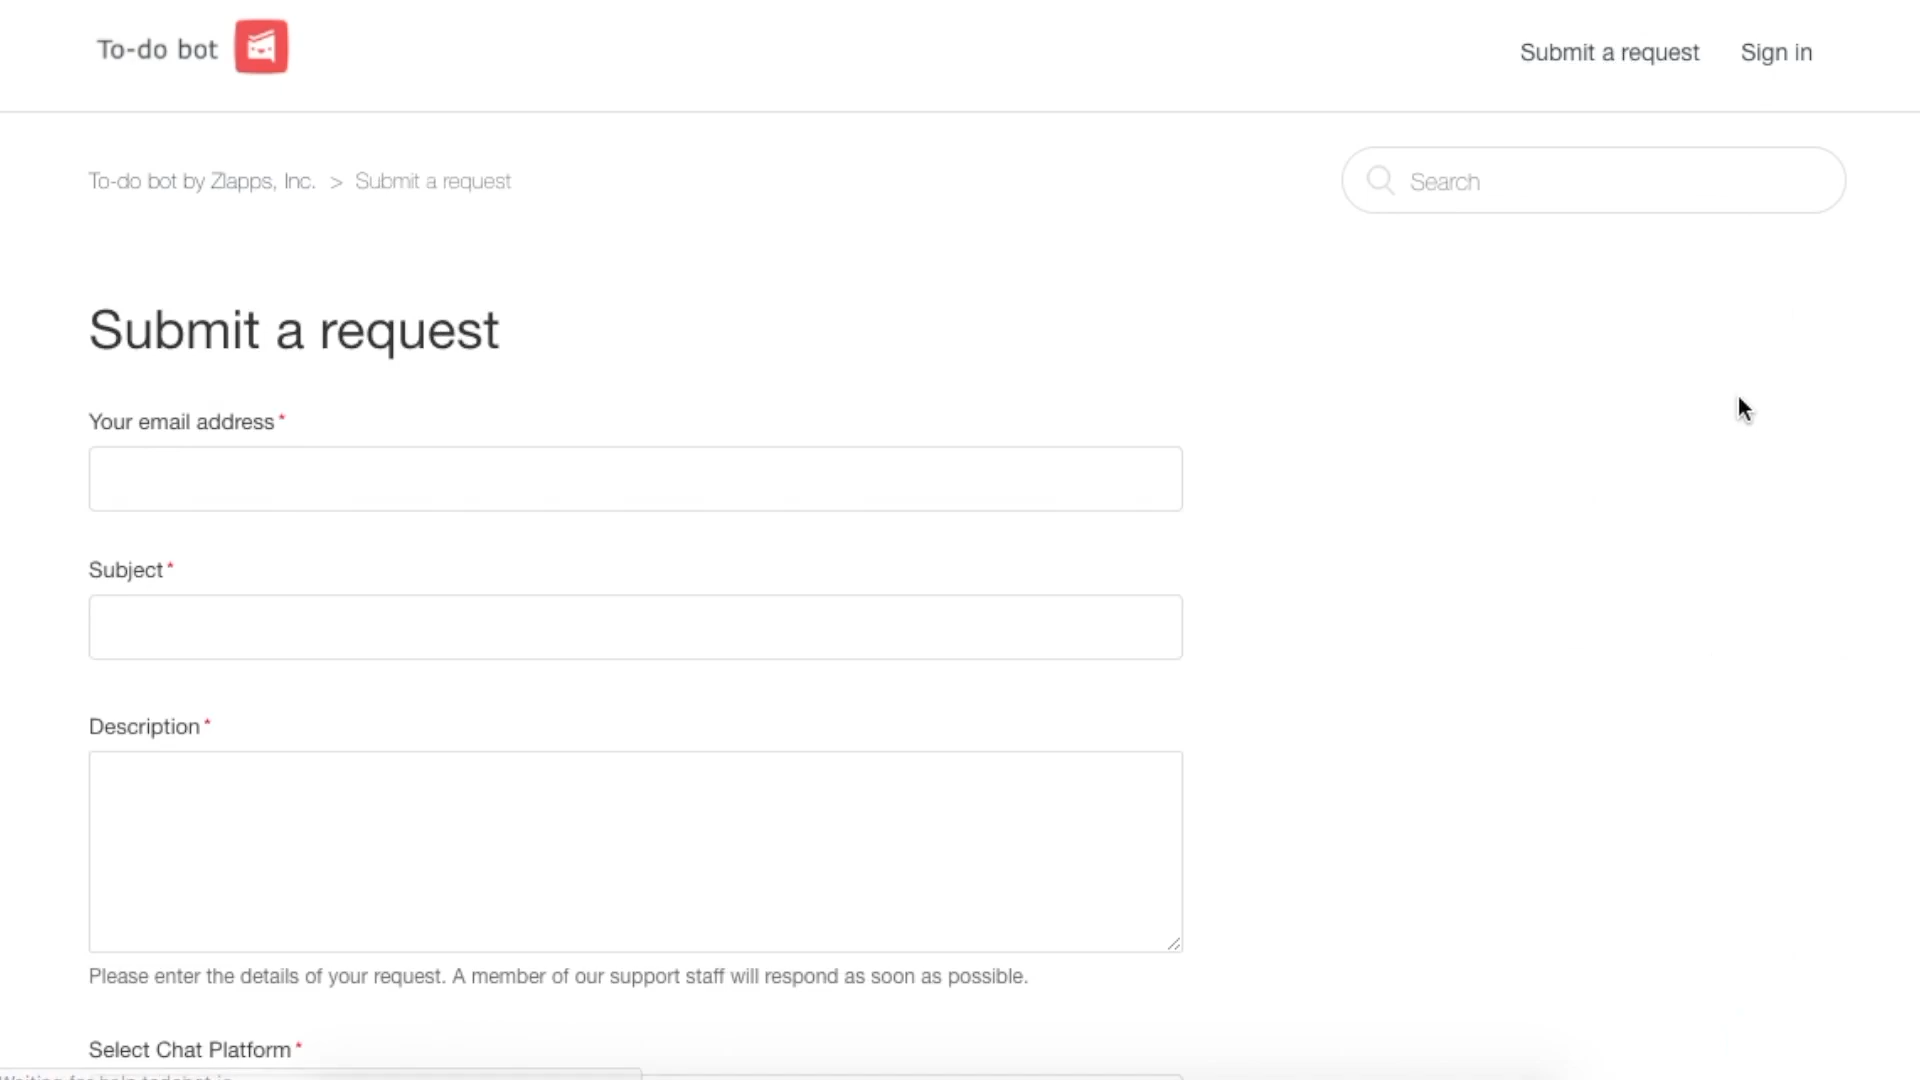 To-do bot
Submit a request
Sign in
To-do bot by Zlapps, Inc. > Submit a request
Search
Submit a request
Your email address*
Subject*
Description*
Please enter the details of your request. A member of our support staff will respond as soon as possible.
Select Chat Platform*